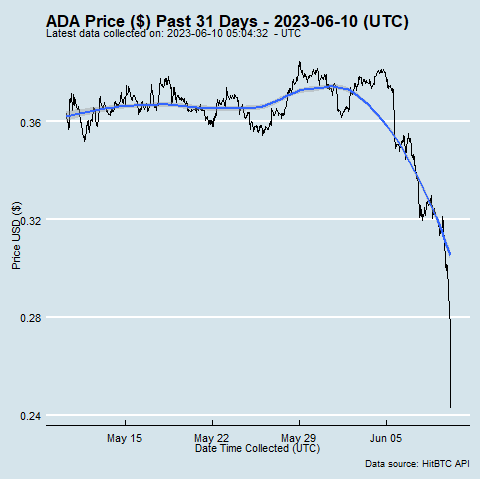 ADA Price ($) Past 31 Days - 2023-06-10 (UTC)
Latest data collected on: 2023-06-10 05:04:32  - UTC
Price USD ($)
0.36
0.32
0.28
0.24
May 15
May 22
May 29
Jun 05
Date Time Collected (UTC)
Data source: HitBTC API